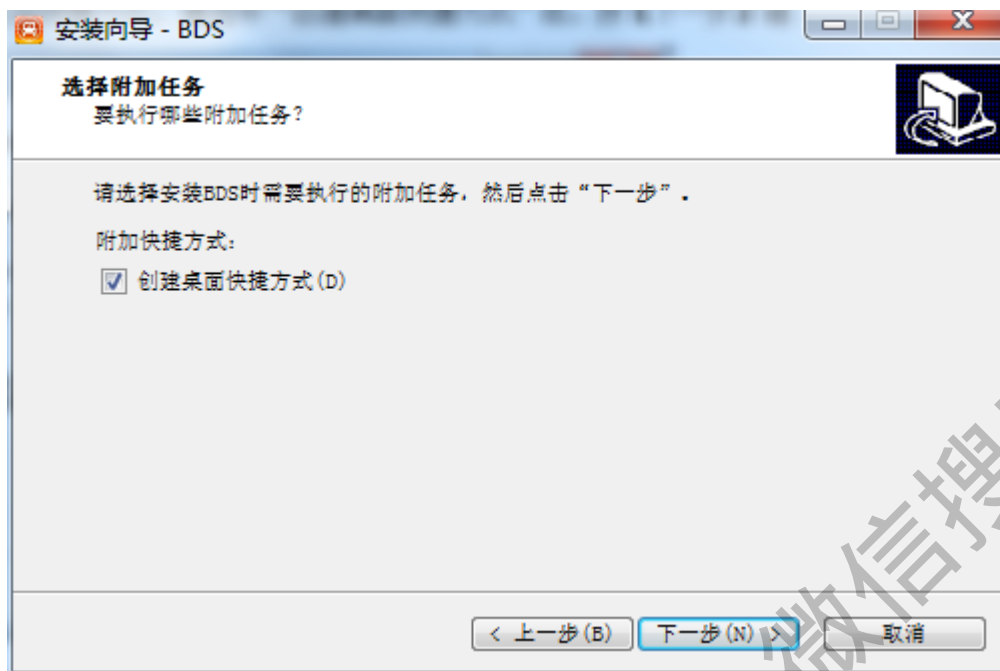 安装向导 - BDS
选择附加任务
要执行哪些附加任务?
请选择安装BDS时需要执行的附加任务，然后点击“下一步”.
附加快捷方式:
创建桌面快捷方式(D)
< 上一步(B)
下一步(N) >
取消
微信搜